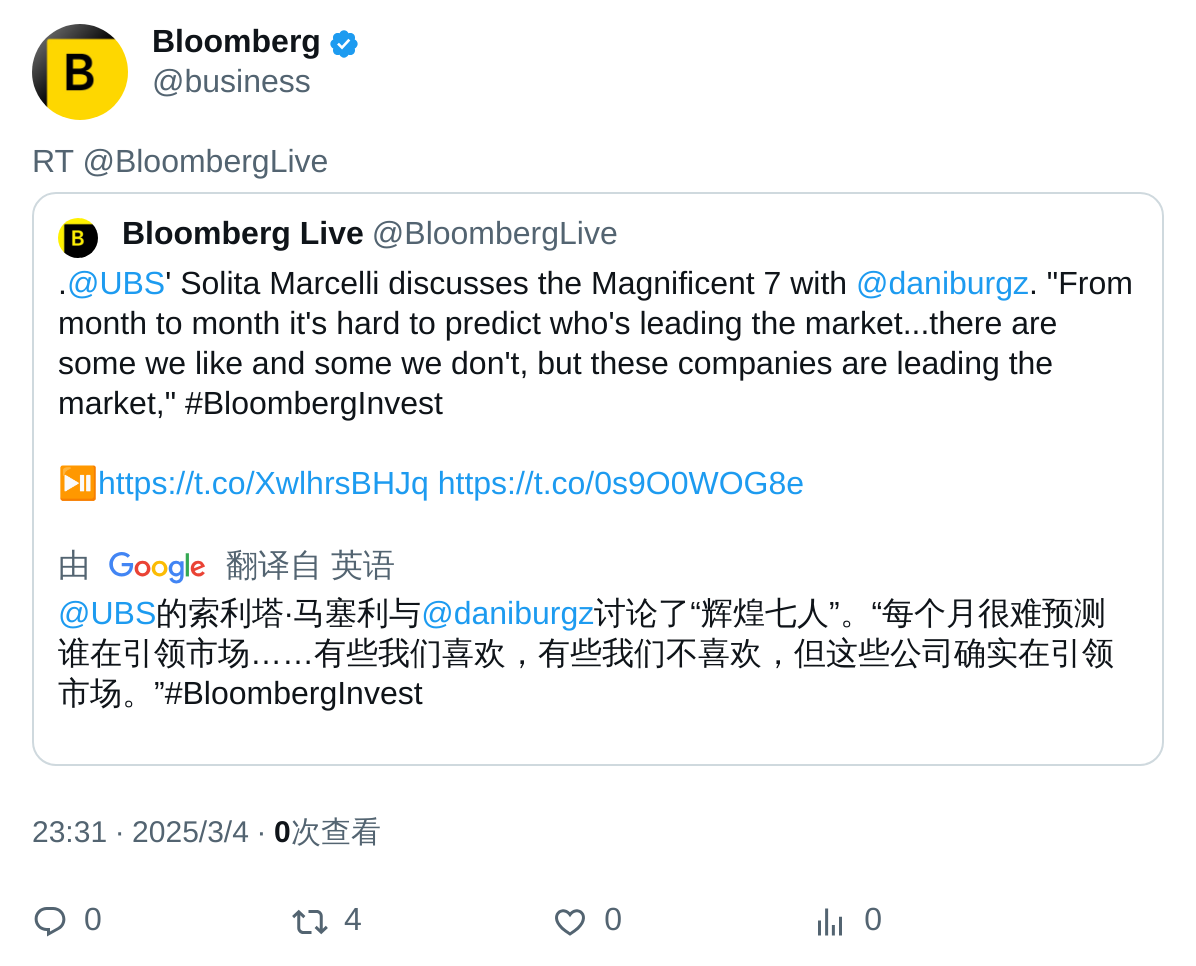 Bloomberg
@business
B
RT @BloombergLive
B
Bloomberg Live @BloombergLive
.@UBS' Solita Marcelli discusses the Magnificent 7 with @daniburgz. "From
month to month it's hard to predict who's leading the market...there are
some we like and some we don't, but these companies are leading the
market," #BloombergInvest
⏯https://t.co/XwlhrsBHJq https://t.co/0s9O0WOG8e
由 Google 翻译自 英语
@UBS的索利塔·马塞利与@daniburgz讨论了“辉煌七人”。“每个月很难预测
谁在引领市场……有些我们喜欢，有些我们不喜欢，但这些公司确实在引领
市场。”#BloombergInvest
23:31 · 2025/3/4 · 0次查看
0 4 0 0